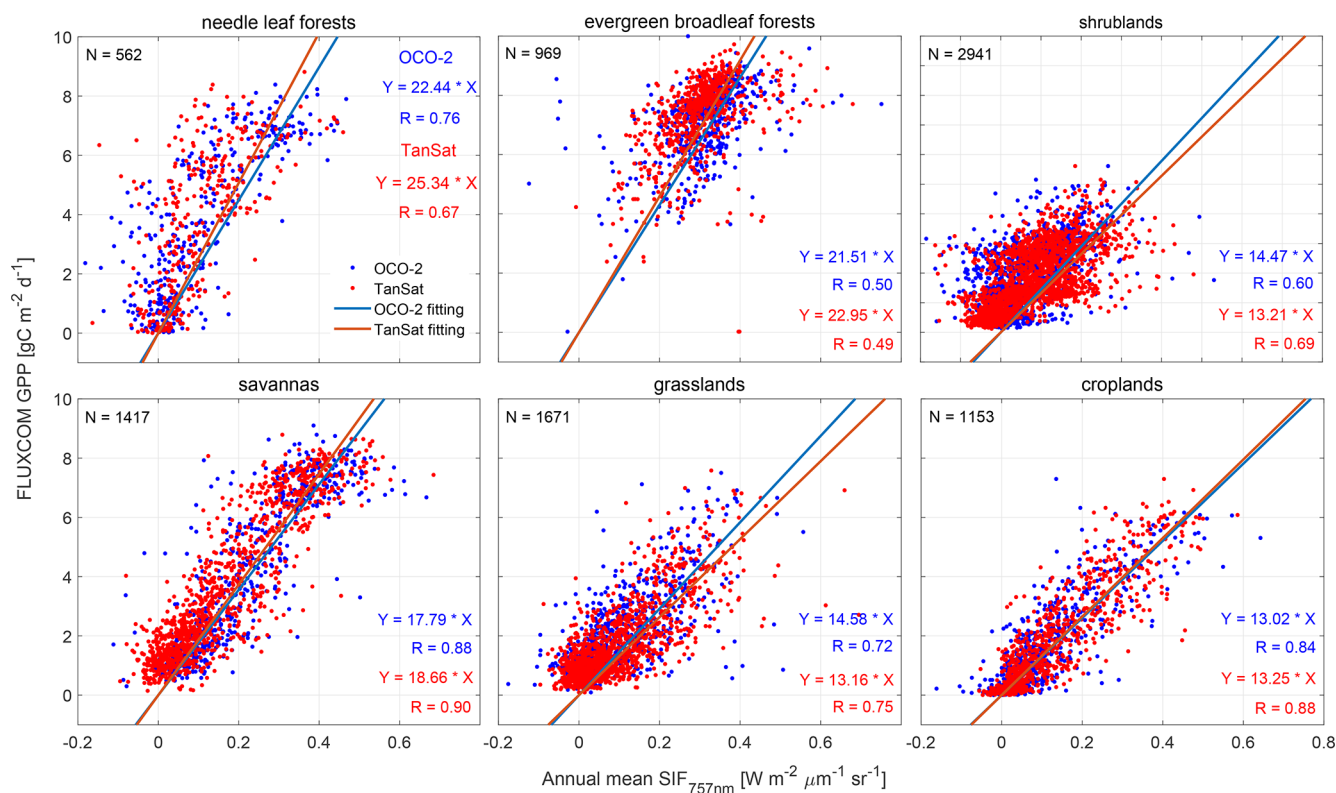 needle leaf forests
10
8
6
4
2
0
N = 562
OCO-2
Y = 22.44 * X
R = 0.76
TanSat
Y = 25.34 * X
R = 0.67
OCO-2
TanSat
OCO-2 fitting
TanSat fitting
evergreen broadleaf forests
N = 969
Y = 21.51 * X
R = 0.50
Y = 22.95 * X
R = 0.49
shrublands
N = 2941
Y = 14.47 * X
R = 0.60
Y = 13.21 * X
R = 0.69
FLUXCOM GPP [gC m⁻² d⁻¹]
savannas
10
8
6
4
2
0
N = 1417
Y = 17.79 * X
R = 0.88
Y = 18.66 * X
R = 0.90
-0.2 0 0.2 0.4 0.6
grasslands
N = 1671
Y = 14.58 * X
R = 0.72
Y = 13.16 * X
R = 0.75
-0.2 0 0.2 0.4 0.6
croplands
N = 1153
Y = 13.02 * X
R = 0.84
Y = 13.25 * X
R = 0.88
-0.2 0 0.2 0.4 0.6 0.8
Annual mean SIF₇₅₇ₙₘ [W m⁻² μm⁻¹ sr⁻¹]